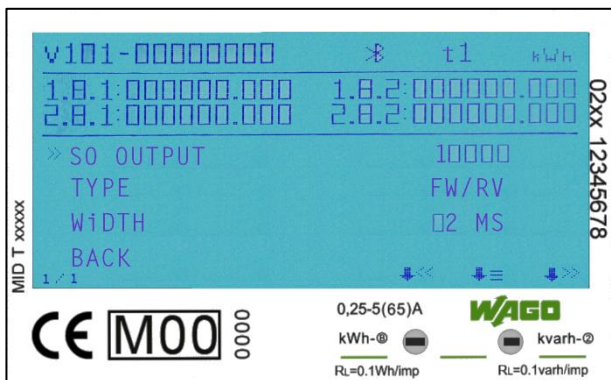 v101-00000000 t1 kWh
1.8.1:000000.000 1.8.2:000000.000
2.8.1:000000.000 2.8.2:000000.000
» SO OUTPUT 10000
TYPE FW/RV
WiDTH 02 MS
BACK
1/1 << ≡ >>
MID T xxxxx
02xx 12345678
CE M00 0000
0,25-5(65)A WAGO
kWh-® kvarh-②
RL=0.1Wh/imp RL=0.1varh/imp